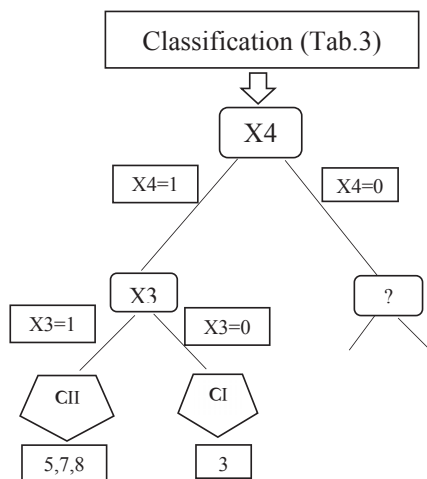 Classification (Tab.3)
X4
X4=1
X4=0
X3
?
X3=1
X3=0
CII
CI
5,7,8
3